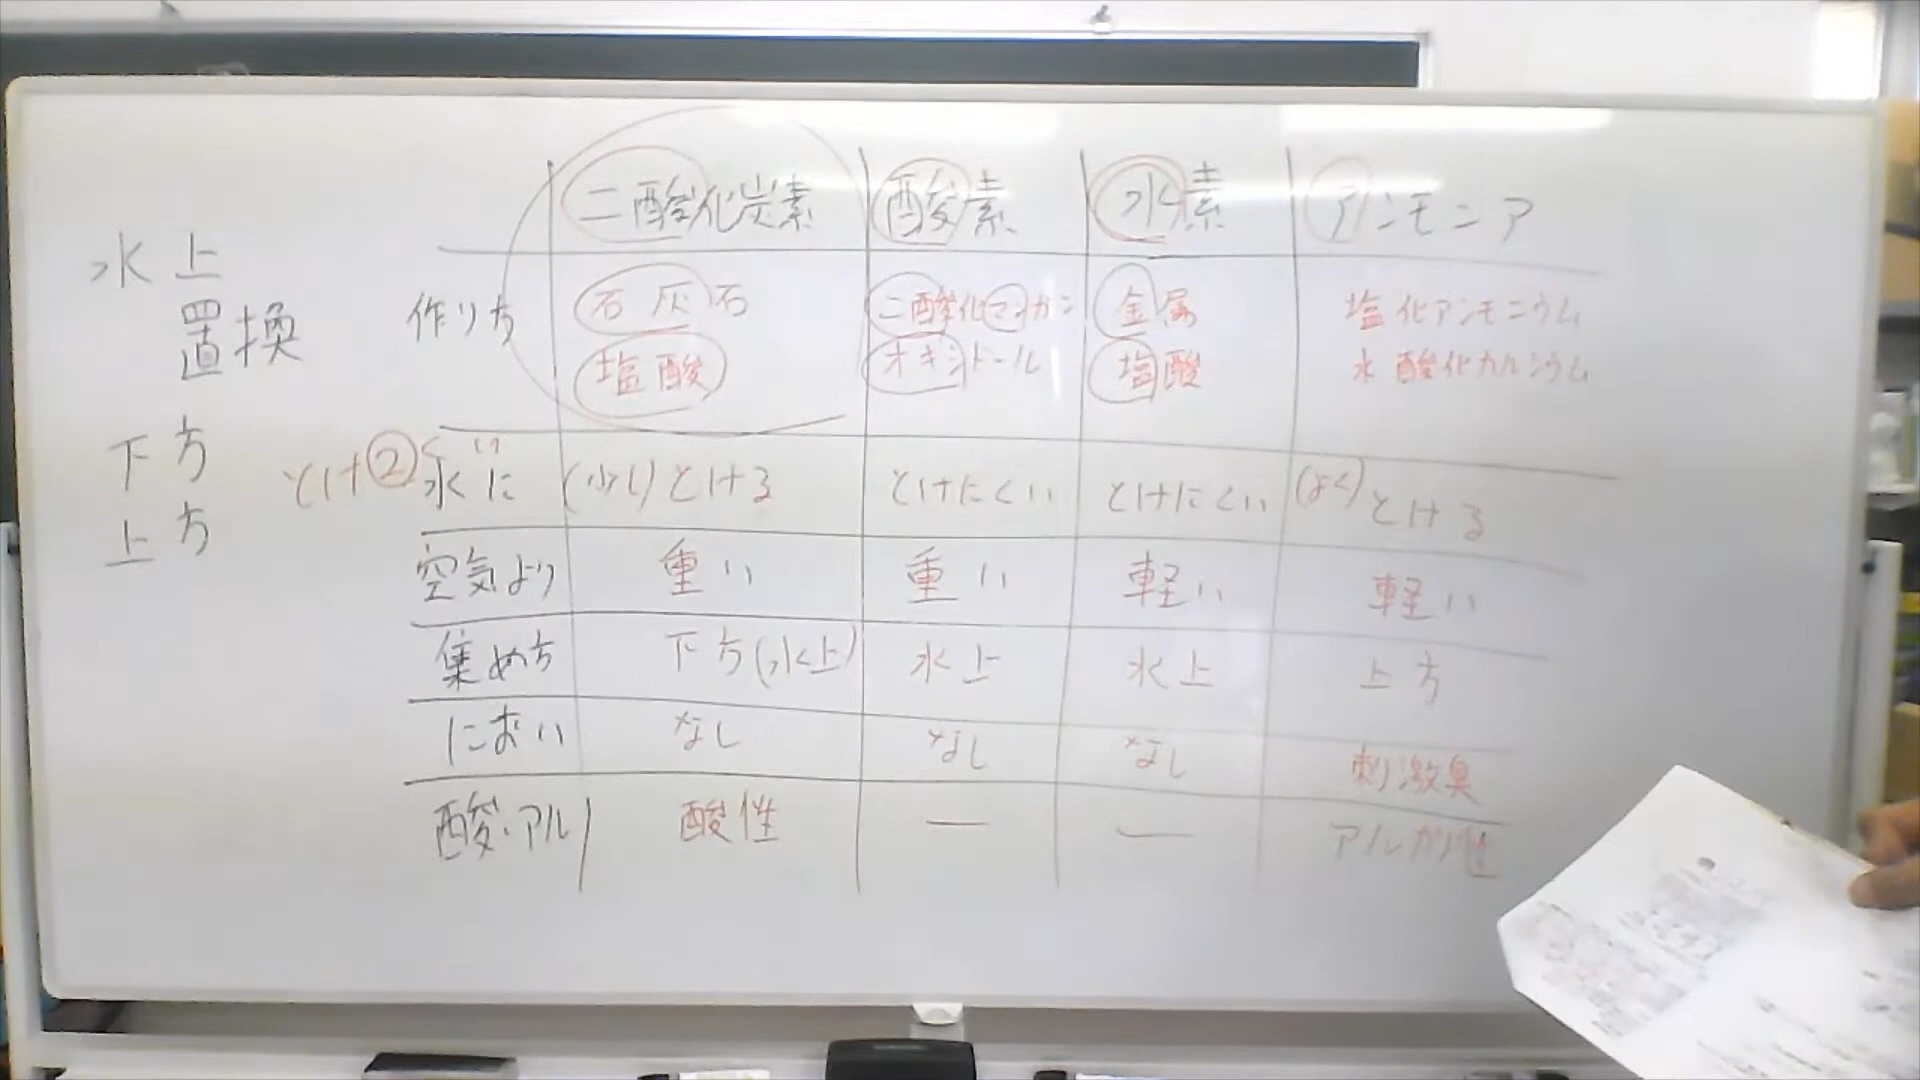 水上
置換
下方
上方
二酸化炭素 酸素 水素 アンモニア
作り方 石灰石 二酸化マンガン 金属 塩化アンモニウム
塩酸 オキシドール 塩酸 水酸化カルシウム
とけ②くい
水に (少し)とける とけにくい とけにくい (よく)とける
空気より 重い 重い 軽い 軽い
集め方 下方(水上) 水上 水上 上方
におい なし なし なし 刺激臭
酸・アル 酸性 ー ー アルカリ性